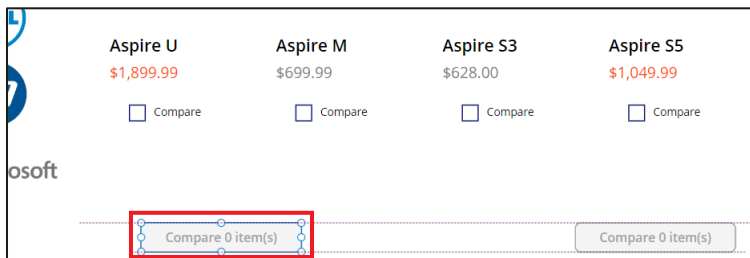 Aspire U Aspire M Aspire S3 Aspire S5
$1,899.99 $699.99 $628.00 $1,049.99
Compare Compare Compare Compare
osoft
Compare 0 item(s) Compare 0 item(s)